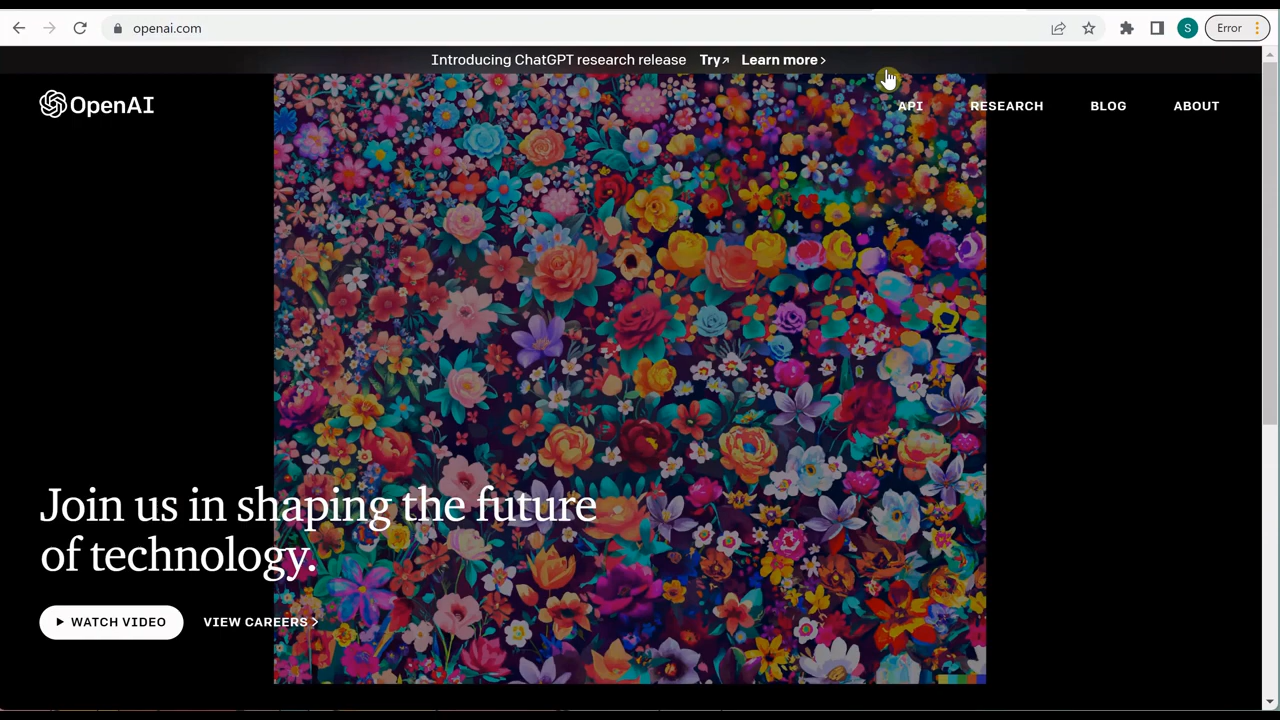 openai.com
S
Error
Introducing ChatGPT research release Try↗ Learn more >
OpenAI
API RESEARCH BLOG ABOUT
Join us in shaping the future
of technology.
WATCH VIDEO VIEW CAREERS >